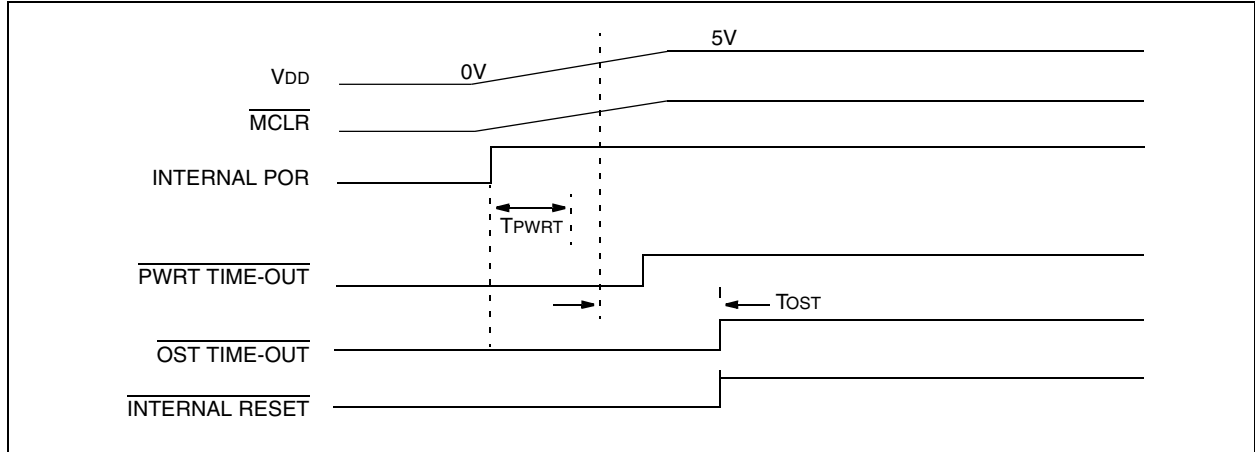 5V
VDD
0V
MCLR
INTERNAL POR
TPWRT
PWRT TIME-OUT
TOST
OST TIME-OUT
INTERNAL RESET